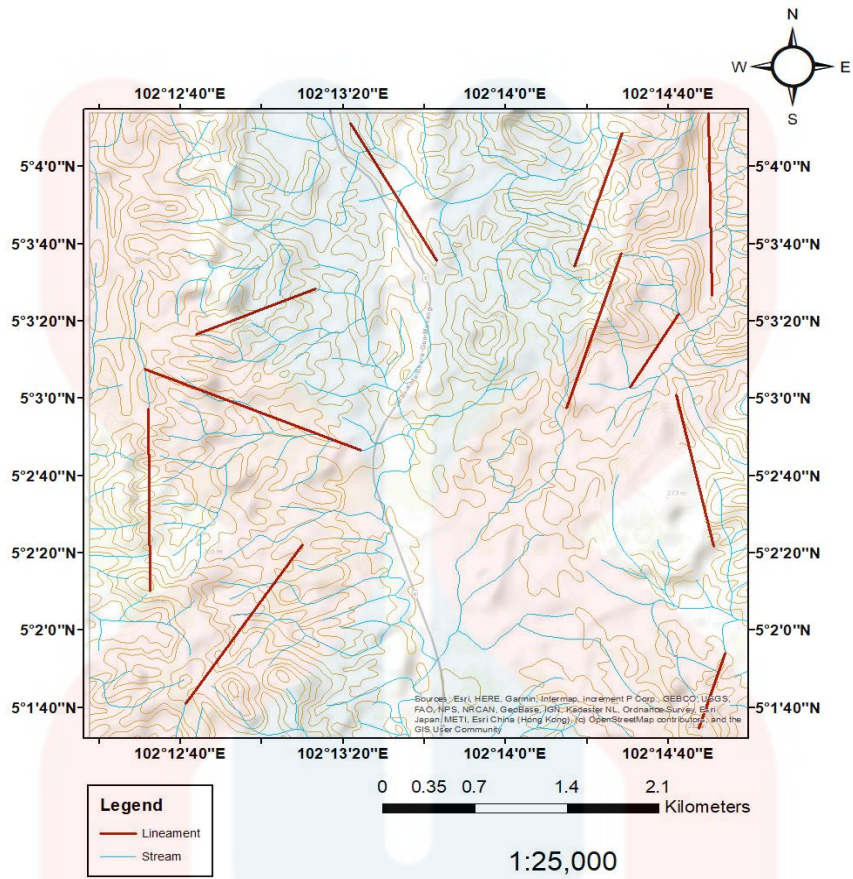 N
W E
S
102°12'40"E 102°13'20"E 102°14'0"E 102°14'40"E
5°4'0"N 5°4'0"N
5°3'40"N 5°3'40"N
5°3'20"N 5°3'20"N
5°3'0"N 5°3'0"N
5°2'40"N 5°2'40"N
273 m
5°2'20"N 5°2'20"N
5°2'0"N 5°2'0"N
5°1'40"N 5°1'40"N
Sources: Esri, HERE, Garmin, Intermap, increment P Corp., GEBCO, USGS,
FAO, NPS, NRCAN, GeoBase, IGN, Kadaster NL, Ordnance Survey, Esri
Japan, METI, Esri China (Hong Kong), (c) OpenStreetMap contributors, and the
GIS User Community
102°12'40"E 102°13'20"E 102°14'0"E 102°14'40"E
Legend
Lineament
Stream
0 0.35 0.7 1.4 2.1
Kilometers
1:25,000